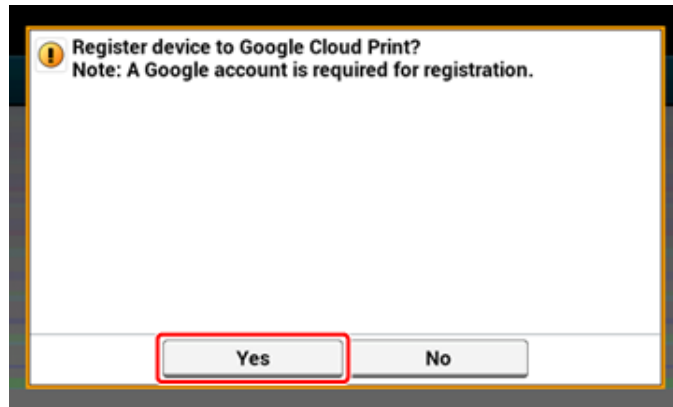 Register device to Google Cloud Print?
Note: A Google account is required for registration.
Yes
No